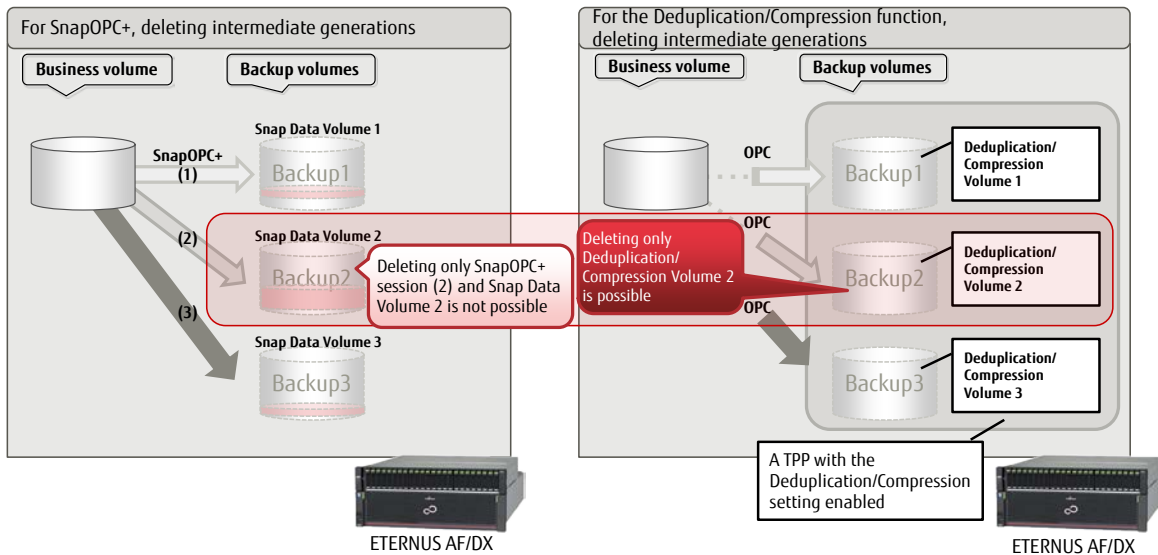 For SnapOPC+, deleting intermediate generations
Business volume
Backup volumes
Snap Data Volume 1
SnapOPC+
(1)
Backup1
(2)
Snap Data Volume 2
Backup2
Deleting only SnapOPC+
session (2) and Snap Data
Volume 2 is not possible
(3)
Snap Data Volume 3
Backup3
ETERNUS AF/DX
For the Deduplication/Compression function,
deleting intermediate generations
Business volume
Backup volumes
OPC
Backup1
Deduplication/
Compression
Volume 1
OPC
Deleting only
Deduplication/
Compression Volume 2
is possible
Backup2
Deduplication/
Compression
Volume 2
OPC
Backup3
Deduplication/
Compression
Volume 3
A TPP with the
Deduplication/Compression
setting enabled
ETERNUS AF/DX